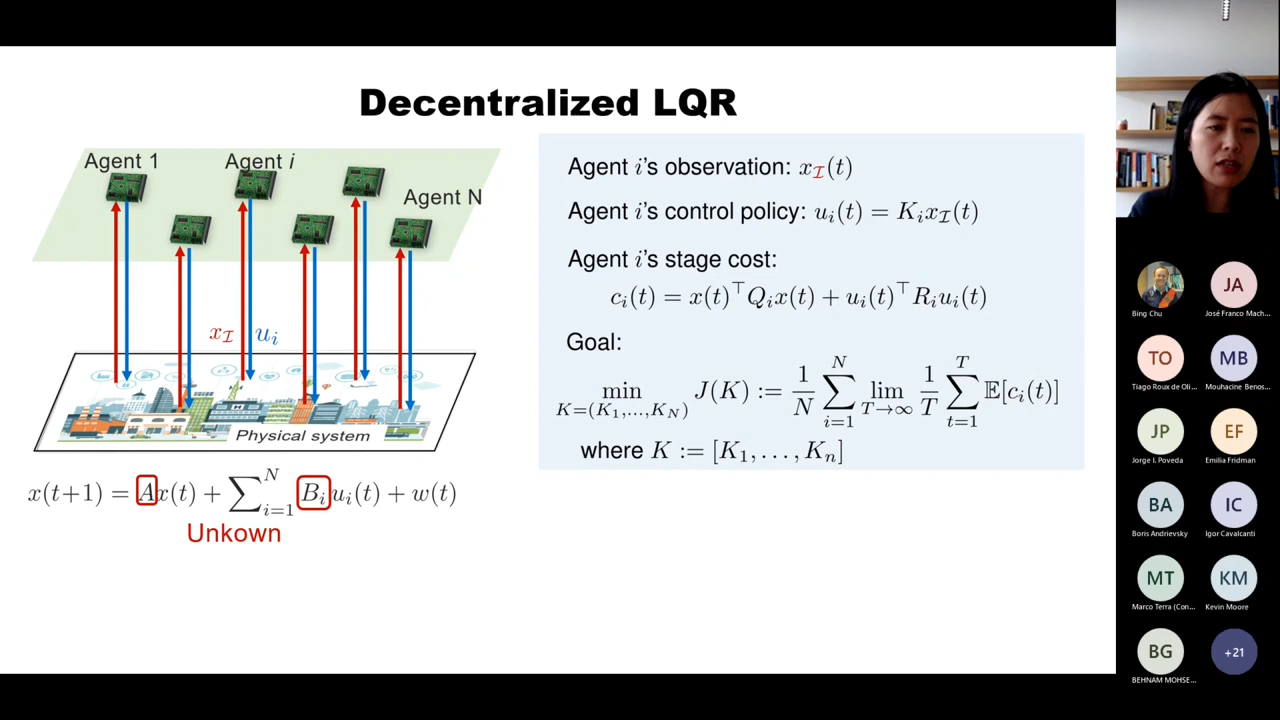 Decentralized LQR
Agent 1
Agent i
Agent N
x_ℐ
u_i
Physical system
x(t+1) = Ax(t) + ∑_{i=1}^{N} B_i u_i(t) + w(t)
Unkown
Agent i's observation: x_ℐ(t)
Agent i's control policy: u_i(t) = K_i x_ℐ(t)
Agent i's stage cost:
c_i(t) = x(t)^⊤ Q_i x(t) + u_i(t)^⊤ R_i u_i(t)
Goal:
min_{K=(K_1,...,K_N)} J(K) := 1/N ∑_{i=1}^{N} lim_{T→∞} 1/T ∑_{t=1}^{T} 𝔼[c_i(t)]
where K := [K_1, . . . , K_n]
Bing Chu
JA
José Franco Mach...
TO
Tiago Roux de Oli...
MB
Mouhacine Benos...
JP
Jorge I. Poveda
EF
Emilia Fridman
BA
Boris Andrievsky
IC
Igor Cavalcanti
MT
Marco Terra (Con...
KM
Kevin Moore
BG
BEHNAM MOHSE...
+21